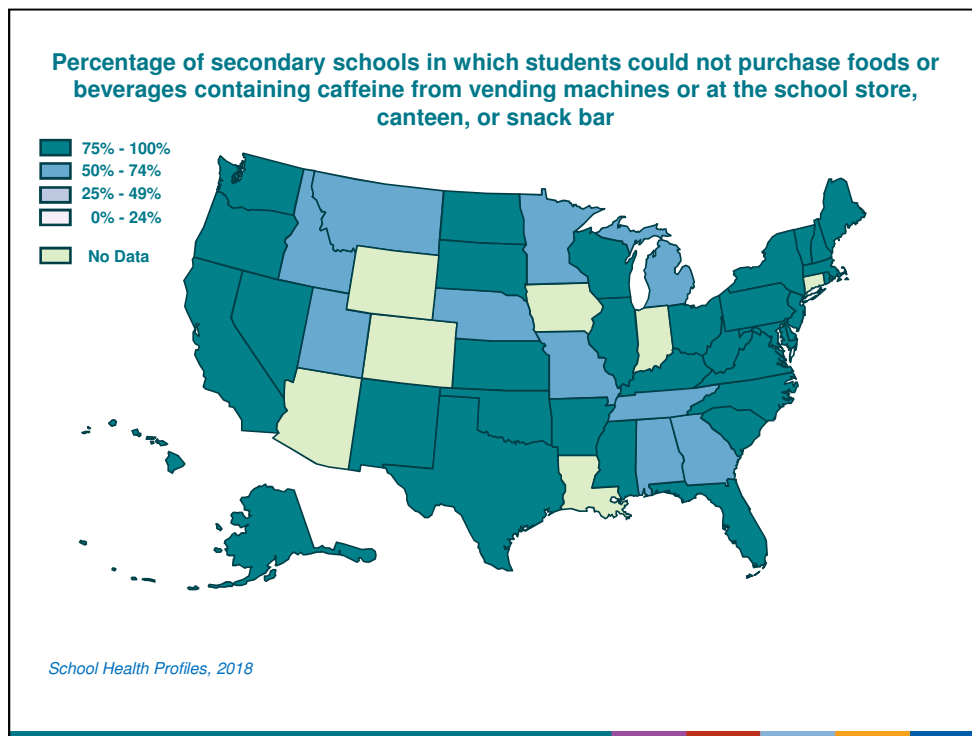 Percentage of secondary schools in which students could not purchase foods or
beverages containing caffeine from vending machines or at the school store,
canteen, or snack bar
75% - 100%
50% - 74%
25% - 49%
0% - 24%
No Data
School Health Profiles, 2018